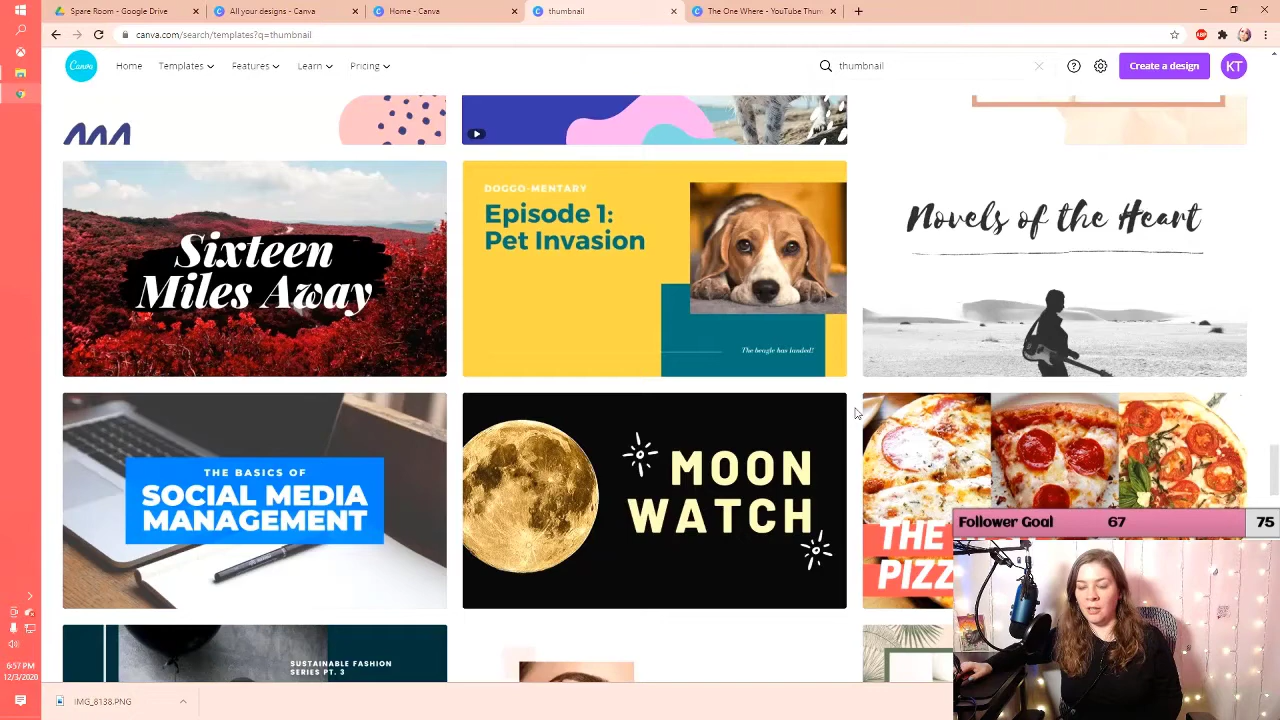 Spare Room - Google Drive
All your designs - Canva
Home - Canva
thumbnail
The One Where - YouTube Thum
canva.com/search/templates?q=thumbnail
ABP
Canva
Home
Templates
Features
Learn
Pricing
thumbnail
Create a design
KT
Sixteen
Miles Away
DOGGO-MENTARY
Episode 1:
Pet Invasion
The beagle has landed!
Novels of the Heart
THE BASICS OF
SOCIAL MEDIA
MANAGEMENT
MOON
WATCH
THE
PIZZ
Follower Goal 67 75
SUSTAINABLE FASHION
SERIES PT. 3
6:57 PM
12/3/2020
IMG_8138.PNG